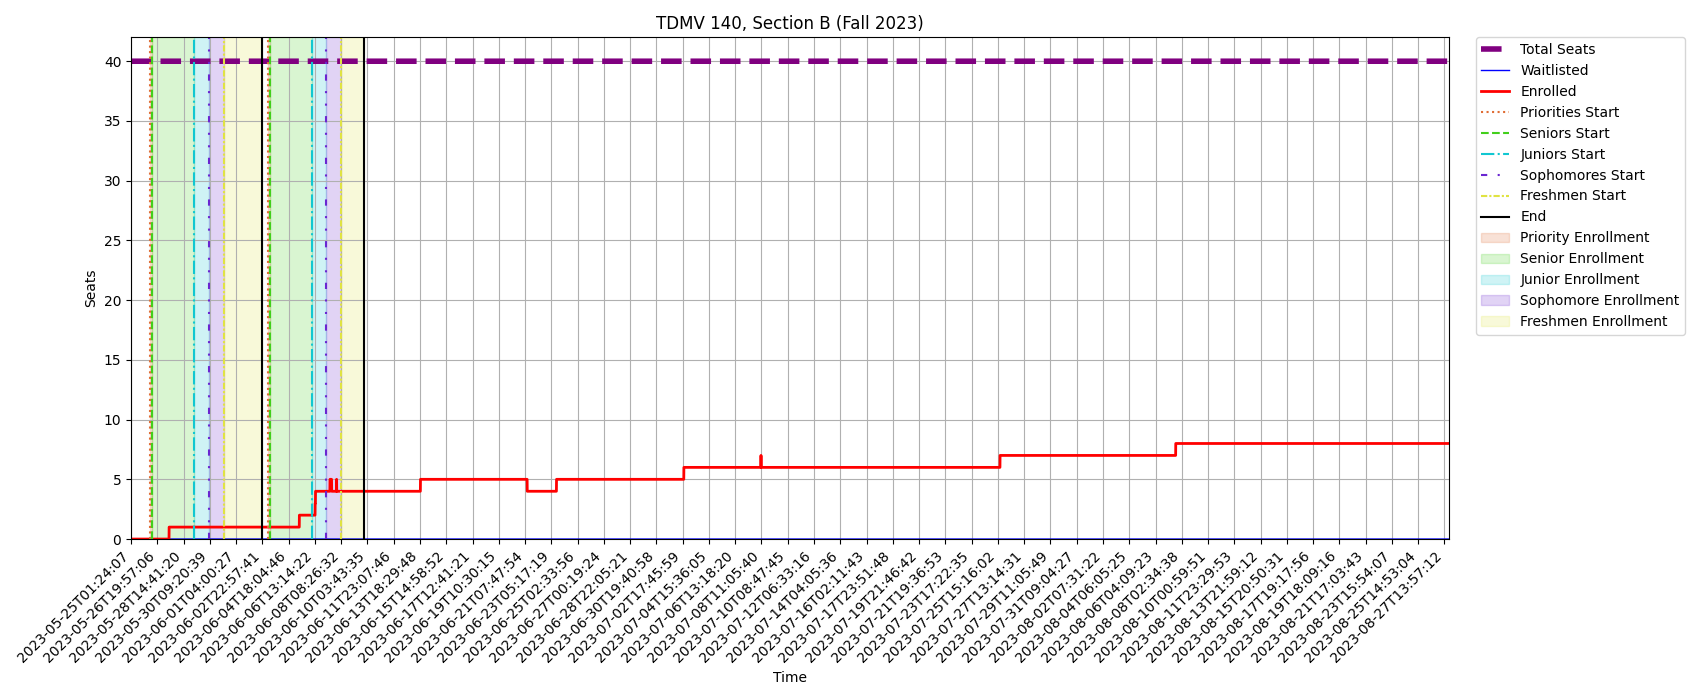 TDMV 140, Section B (Fall 2023)
Total Seats
Waitlisted
Enrolled
Priorities Start
Seniors Start
Juniors Start
Sophomores Start
Freshmen Start
End
Priority Enrollment
Senior Enrollment
Junior Enrollment
Sophomore Enrollment
Freshmen Enrollment
Seats
40
35
30
25
20
15
10
5
0
2023-05-25T01:24:07
2023-05-26T19:57:06
2023-05-28T14:41:20
2023-05-30T09:20:39
2023-06-01T04:00:27
2023-06-02T22:57:41
2023-06-04T18:04:46
2023-06-06T13:14:22
2023-06-08T08:26:32
2023-06-10T03:43:35
2023-06-11T23:07:46
2023-06-13T18:29:48
2023-06-15T14:58:52
2023-06-17T12:41:21
2023-06-19T10:30:15
2023-06-21T07:47:54
2023-06-23T05:17:19
2023-06-25T02:33:56
2023-06-27T00:19:24
2023-06-28T22:05:21
2023-06-30T19:40:58
2023-07-02T17:45:59
2023-07-04T15:36:05
2023-07-06T13:18:20
2023-07-08T11:05:40
2023-07-10T08:47:45
2023-07-12T06:33:16
2023-07-14T04:05:36
2023-07-16T02:11:43
2023-07-17T23:51:48
2023-07-19T21:46:42
2023-07-21T19:36:53
2023-07-23T17:22:35
2023-07-25T15:16:02
2023-07-27T13:14:31
2023-07-29T11:05:49
2023-07-31T09:04:27
2023-08-02T07:31:22
2023-08-04T06:05:25
2023-08-06T04:09:23
2023-08-08T02:34:38
2023-08-10T00:59:51
2023-08-11T23:29:53
2023-08-13T21:59:12
2023-08-15T20:50:31
2023-08-17T19:17:56
2023-08-19T18:09:16
2023-08-21T17:03:43
2023-08-23T15:54:07
2023-08-25T14:53:04
2023-08-27T13:57:12
Time